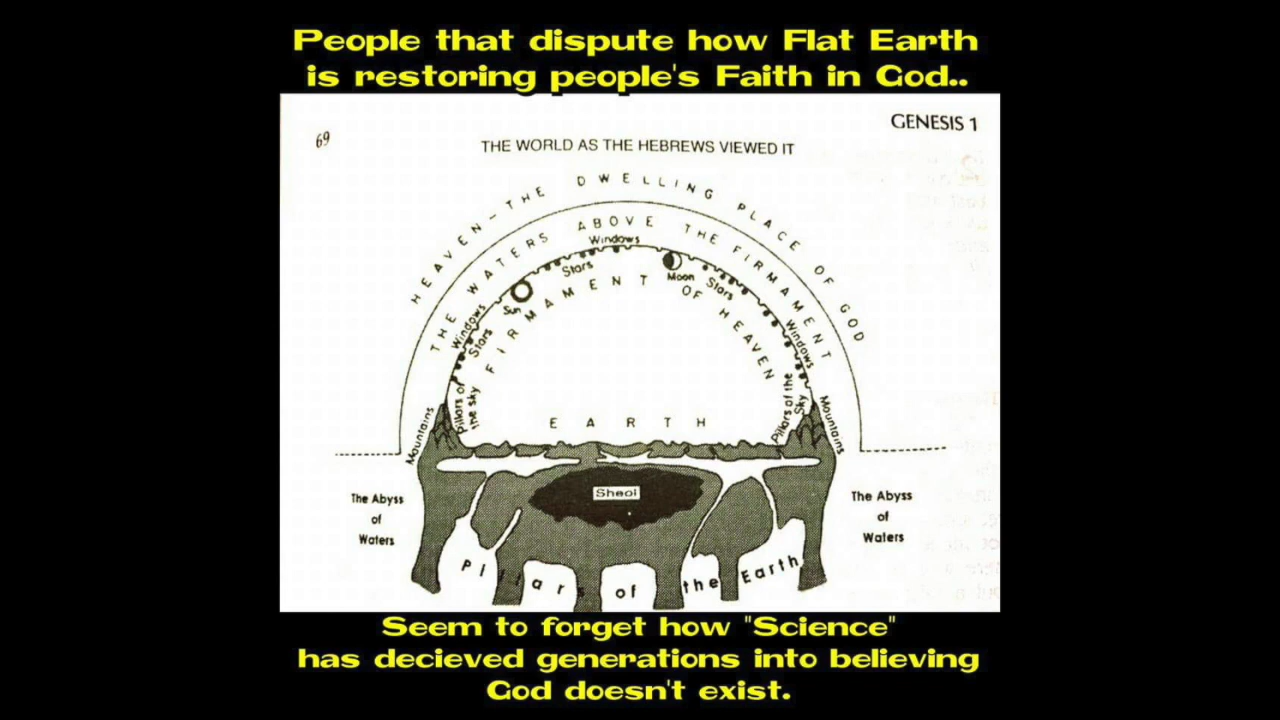 People that dispute how Flat Earth
is restoring people's Faith in God..
GENESIS 1
69
THE WORLD AS THE HEBREWS VIEWED IT
HEAVEN - THE DWELLING PLACE OF GOD
THE WATERS ABOVE THE FIRMAMENT
Windows
Stars
Moon
Stars
Sun
FIRMAMENT OF HEAVEN
Windows
Stars
Windows
Pillars of
the sky
Pillars of the
Sky
Mountains
Mountains
EARTH
Sheol
The Abyss
of
Waters
The Abyss
of
Waters
Pillars of the Earth
Seem to forget how "Science"
has decieved generations into believing
God doesn't exist.